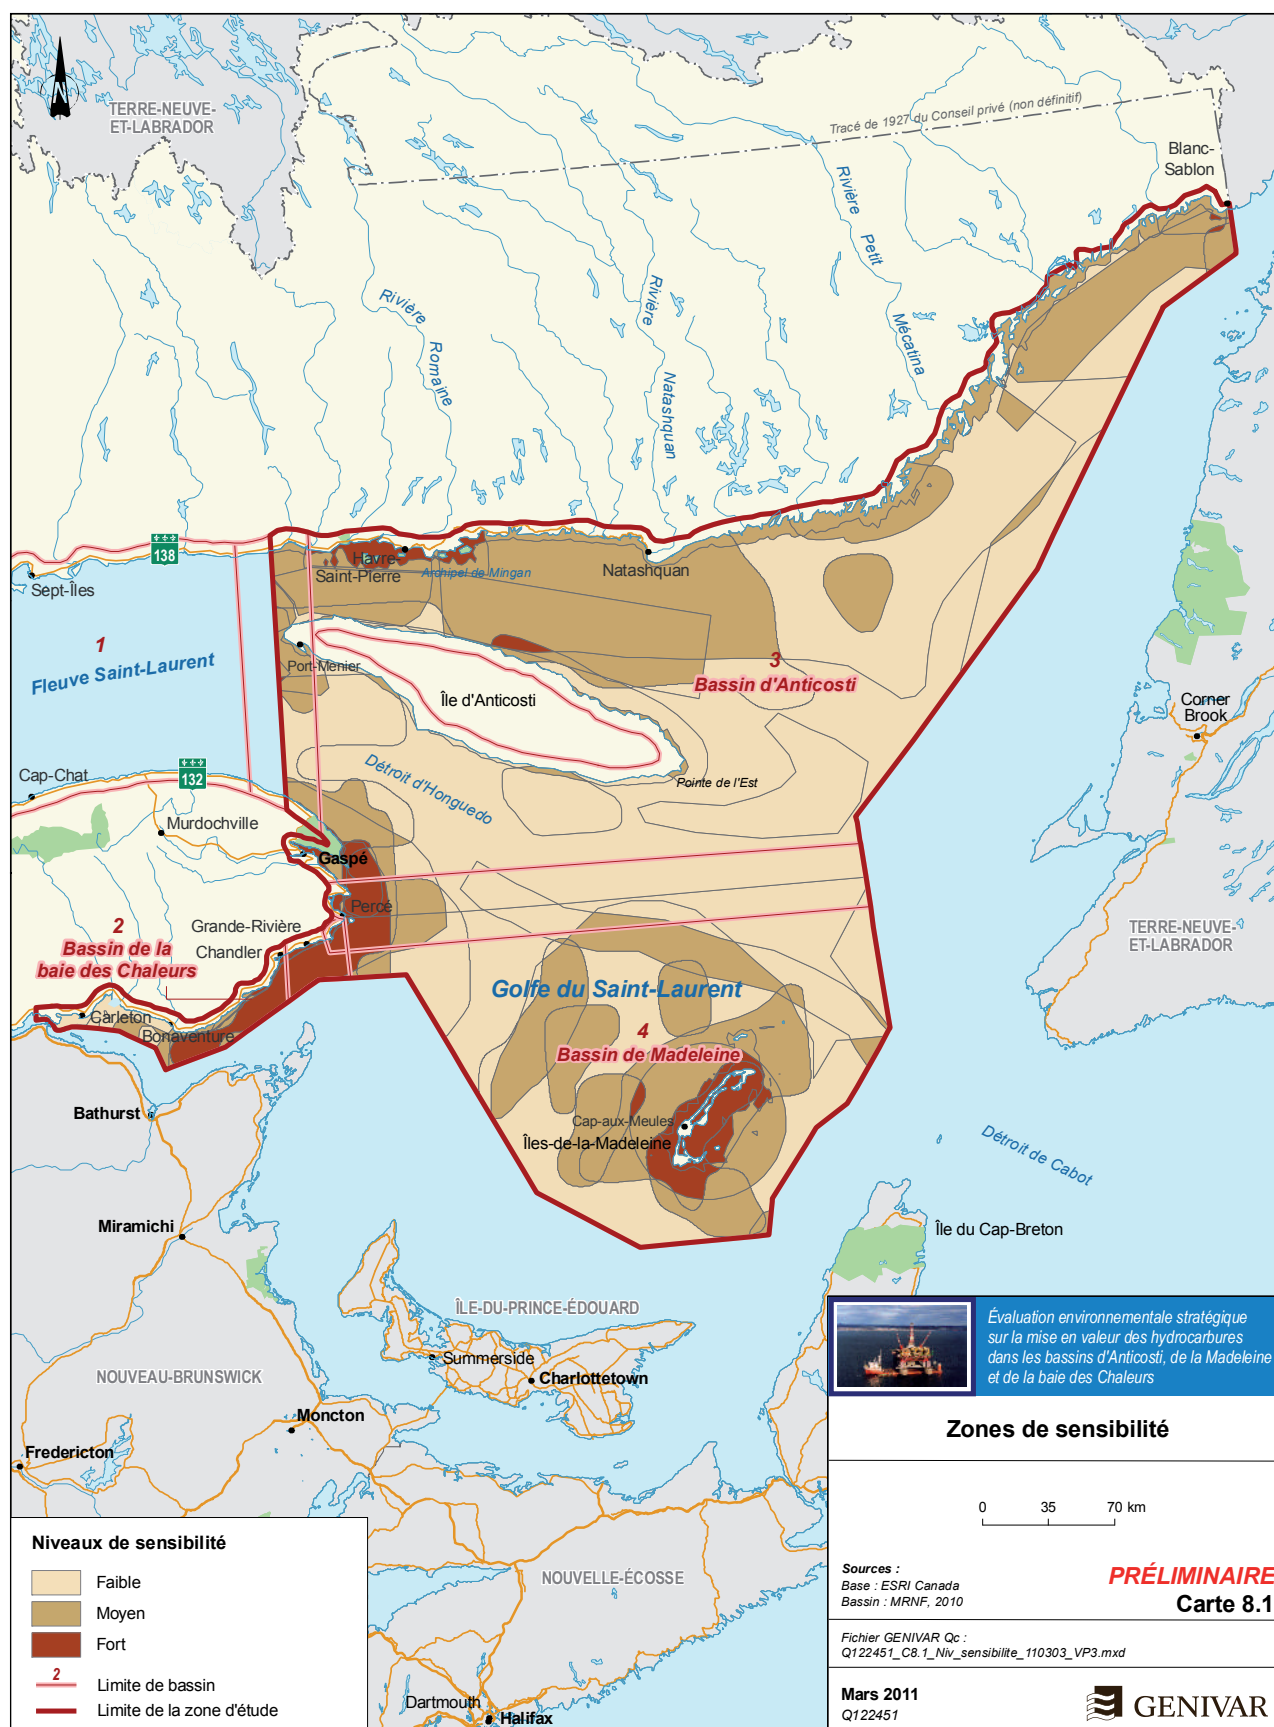 N
TERRE-NEUVE-
ET-LABRADOR
Tracé de 1927 du Conseil privé (non définitif)
Blanc-
Sablon
Rivière
Petit
Mécatina
Rivière
Natashquan
Rivière
Romaine
138
Sept-Îles
Havre-
Saint-Pierre
Archipel de Mingan
Natashquan
1
Fleuve Saint-Laurent
Port-Menier
Île d'Anticosti
3
Bassin d'Anticosti
Corner
Brook
Pointe de l'Est
Détroit d'Honguedo
Cap-Chat
132
Murdochville
Gaspé
Percé
Grande-Rivière
Chandler
2
Bassin de la
baie des Chaleurs
Carleton
Bonaventure
TERRE-NEUVE-
ET-LABRADOR
Golfe du Saint-Laurent
4
Bassin de Madeleine
Cap-aux-Meules
Îles-de-la-Madeleine
Détroit de Cabot
Bathurst
Miramichi
Île du Cap-Breton
ÎLE-DU-PRINCE-ÉDOUARD
Summerside
Charlottetown
NOUVEAU-BRUNSWICK
Moncton
Fredericton
NOUVELLE-ÉCOSSE
Dartmouth
Halifax
Niveaux de sensibilité
Faible
Moyen
Fort
2
Limite de bassin
Limite de la zone d'étude
Évaluation environnementale stratégique
sur la mise en valeur des hydrocarbures
dans les bassins d'Anticosti, de la Madeleine
et de la baie des Chaleurs
Zones de sensibilité
0 35 70 km
Sources :
Base : ESRI Canada
Bassin : MRNF, 2010
PRÉLIMINAIRE
Carte 8.1
Fichier GENIVAR Qc :
Q122451_C8.1_Niv_sensibilite_110303_VP3.mxd
Mars 2011
Q122451
GENIVAR